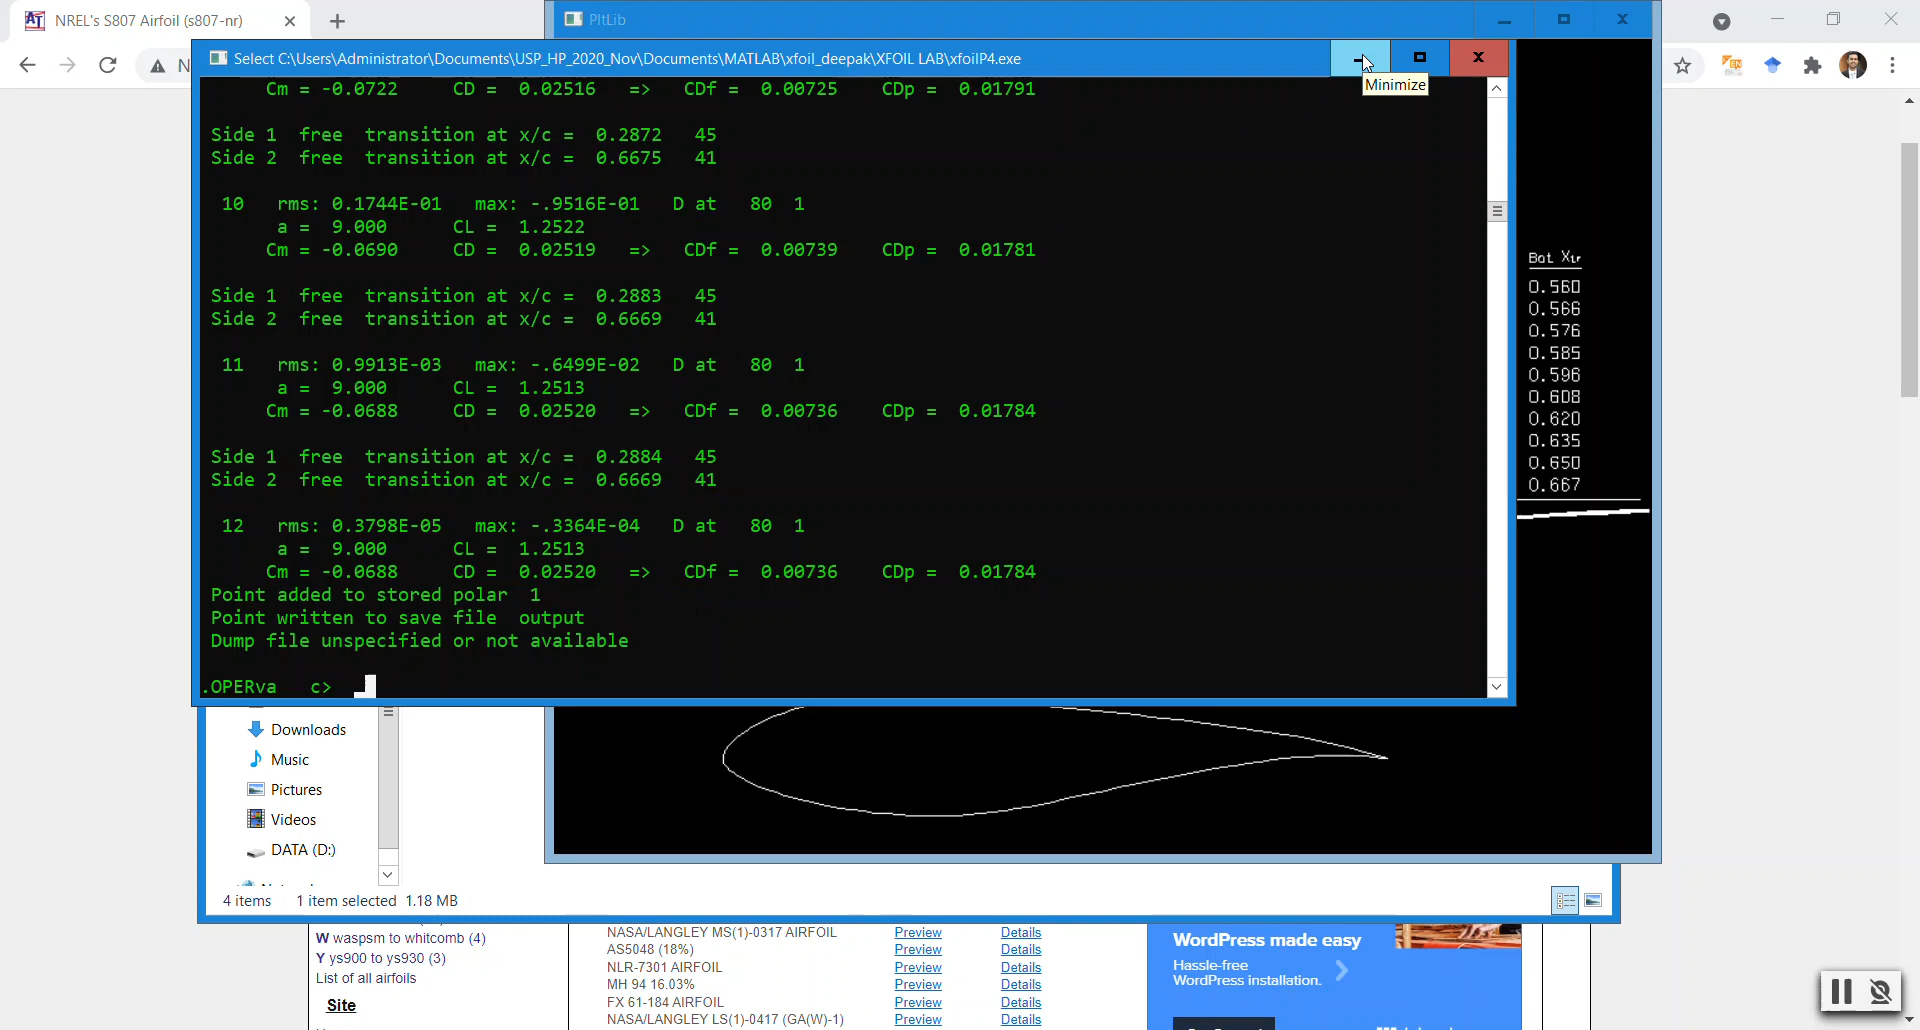 NREL's S807 Airfoil (s807-nr)
PltLib
N
Select C:\Users\Administrator\Documents\USP_HP_2020_Nov\Documents\MATLAB\xfoil_deepak\XFOIL LAB\xfoilP4.exe
Minimize
Cm = -0.0722 CD = 0.02516 => CDf = 0.00725 CDp = 0.01791
Side 1 free transition at x/c = 0.2872 45
Side 2 free transition at x/c = 0.6675 41
10 rms: 0.1744E-01 max: -.9516E-01 D at 80 1
a = 9.000 CL = 1.2522
Cm = -0.0690 CD = 0.02519 => CDf = 0.00739 CDp = 0.01781
Side 1 free transition at x/c = 0.2883 45
Side 2 free transition at x/c = 0.6669 41
11 rms: 0.9913E-03 max: -.6499E-02 D at 80 1
a = 9.000 CL = 1.2513
Cm = -0.0688 CD = 0.02520 => CDf = 0.00736 CDp = 0.01784
Side 1 free transition at x/c = 0.2884 45
Side 2 free transition at x/c = 0.6669 41
12 rms: 0.3798E-05 max: -.3364E-04 D at 80 1
a = 9.000 CL = 1.2513
Cm = -0.0688 CD = 0.02520 => CDf = 0.00736 CDp = 0.01784
Point added to stored polar 1
Point written to save file output
Dump file unspecified or not available
.OPERva c>
Bot Xtr
0.560
0.566
0.576
0.585
0.596
0.608
0.620
0.635
0.650
0.667
Downloads
Music
Pictures
Videos
DATA (D:)
4 items 1 item selected 1.18 MB
W waspsm to whitcomb (4)
Y ys900 to ys930 (3)
List of all airfoils
Site
NASA/LANGLEY MS(1)-0317 AIRFOIL Preview Details
AS5048 (18%) Preview Details
NLR-7301 AIRFOIL Preview Details
MH 94 16.03% Preview Details
FX 61-184 AIRFOIL Preview Details
NASA/LANGLEY LS(1)-0417 (GA(W)-1) Preview Details
WordPress made easy
Hassle-free
WordPress installation.